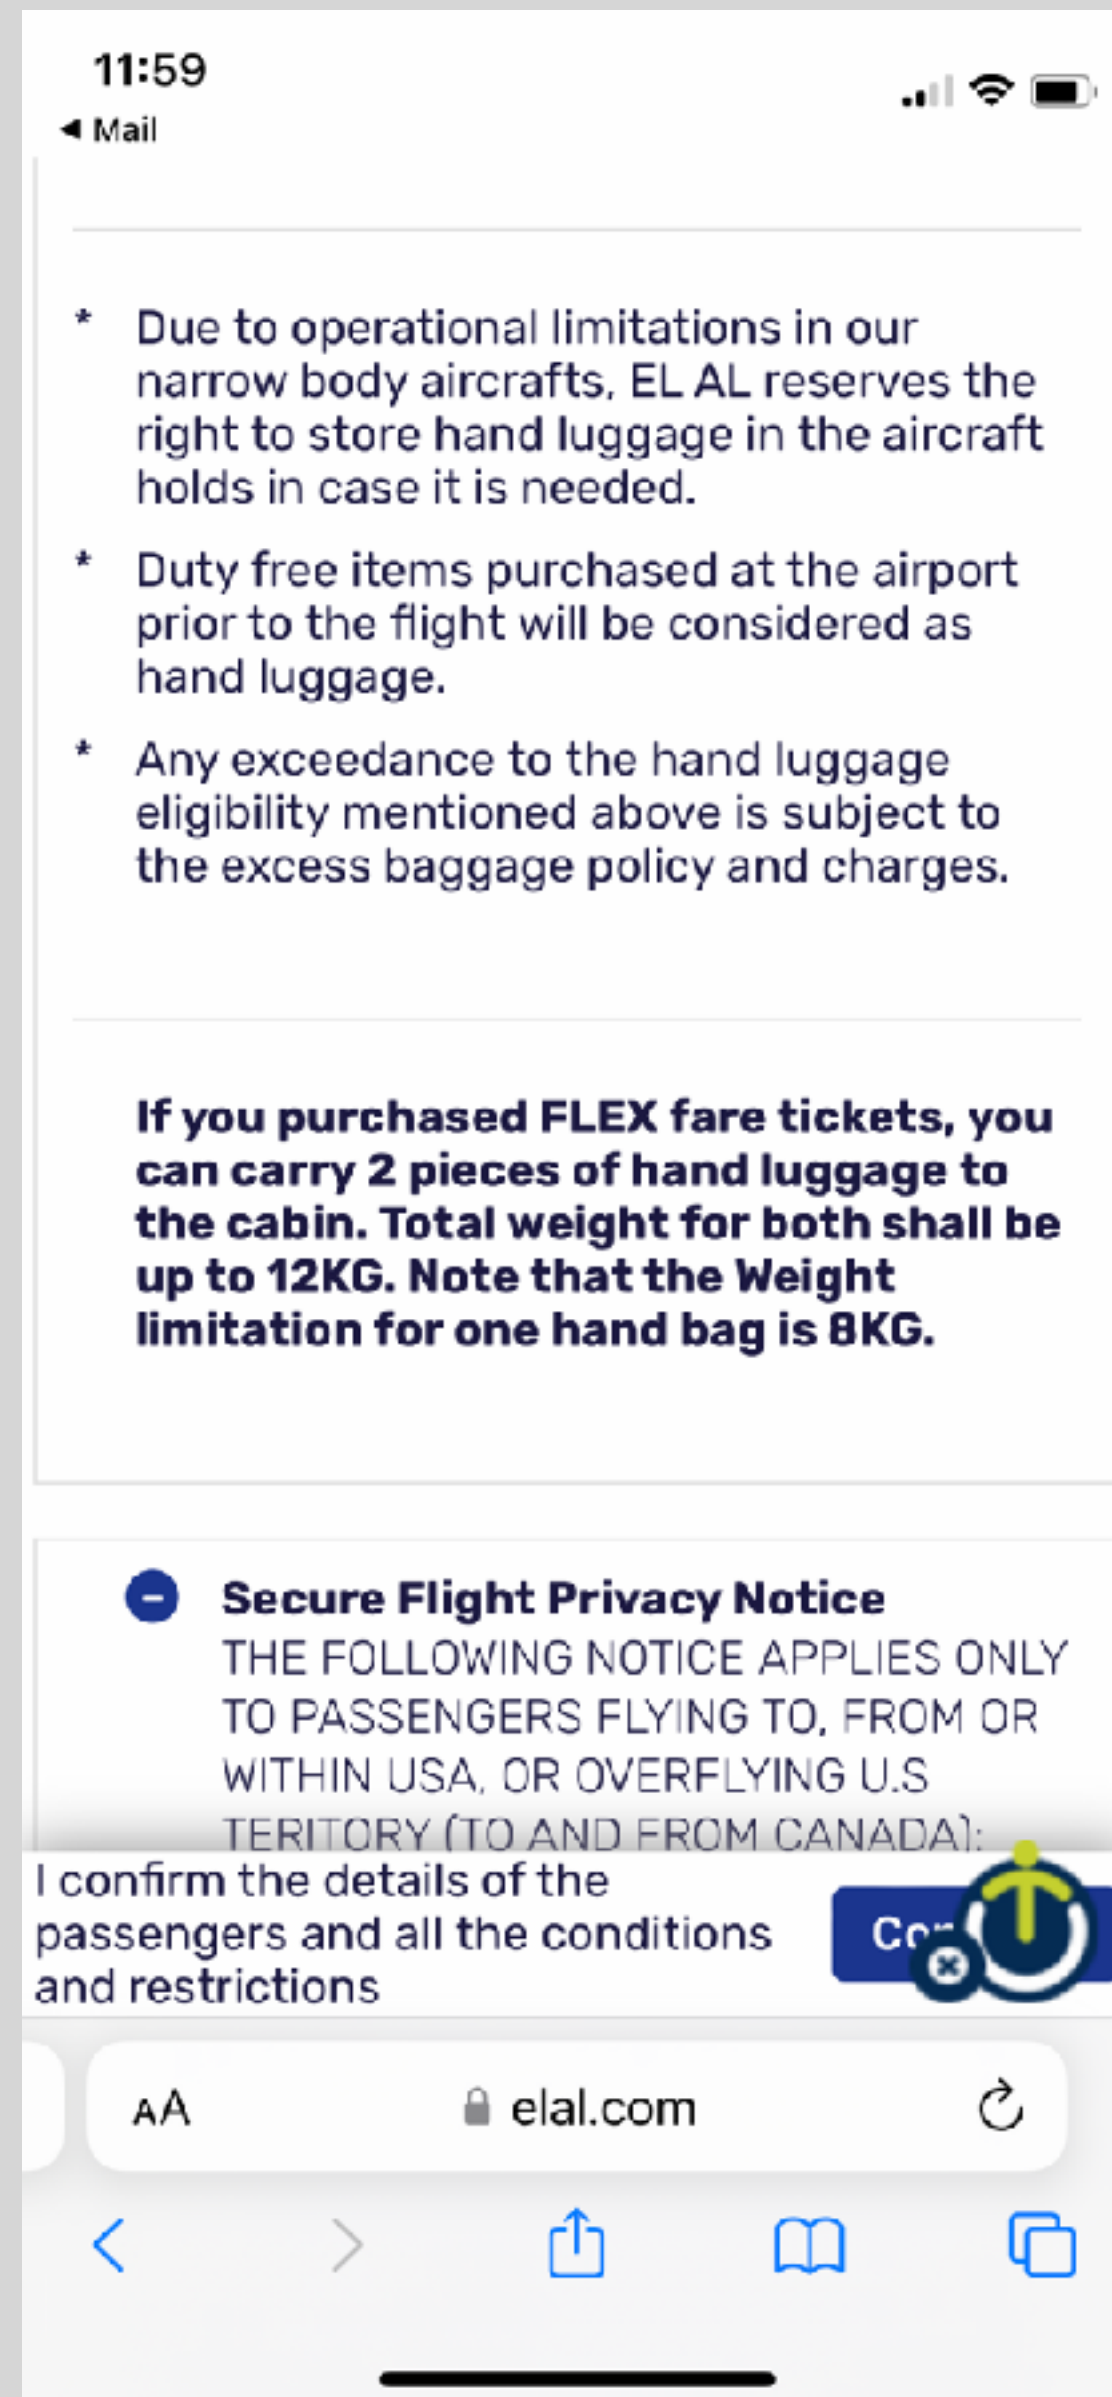 11:59
◀ Mail
* Due to operational limitations in our
narrow body aircrafts, EL AL reserves the
right to store hand luggage in the aircraft
holds in case it is needed.
* Duty free items purchased at the airport
prior to the flight will be considered as
hand luggage.
* Any exceedance to the hand luggage
eligibility mentioned above is subject to
the excess baggage policy and charges.
If you purchased FLEX fare tickets, you
can carry 2 pieces of hand luggage to
the cabin. Total weight for both shall be
up to 12KG. Note that the Weight
limitation for one hand bag is 8KG.
Secure Flight Privacy Notice
THE FOLLOWING NOTICE APPLIES ONLY
TO PASSENGERS FLYING TO, FROM OR
WITHIN USA, OR OVERFLYING U.S
TERITORY (TO AND FROM CANADA):
I confirm the details of the
passengers and all the conditions
and restrictions
AA
elal.com